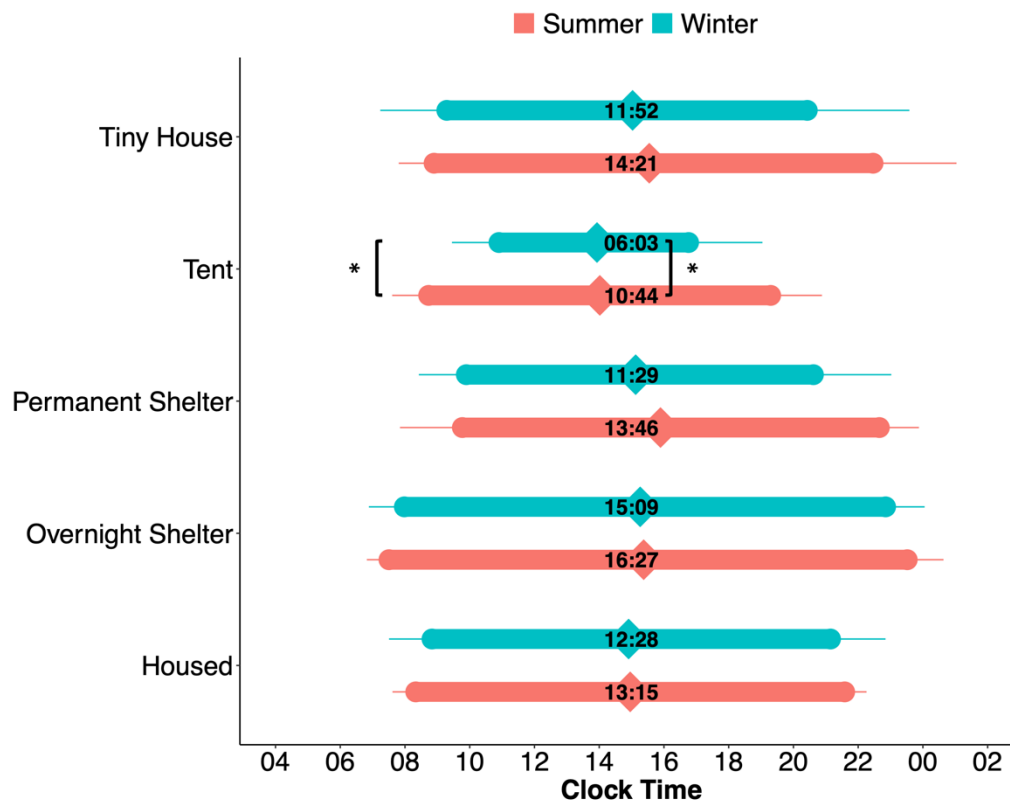 Summer Winter
Tiny House
11:52
14:21
Tent
06:03
* *
10:44
Permanent Shelter
11:29
13:46
Overnight Shelter
15:09
16:27
Housed
12:28
13:15
04 06 08 10 12 14 16 18 20 22 00 02
Clock Time